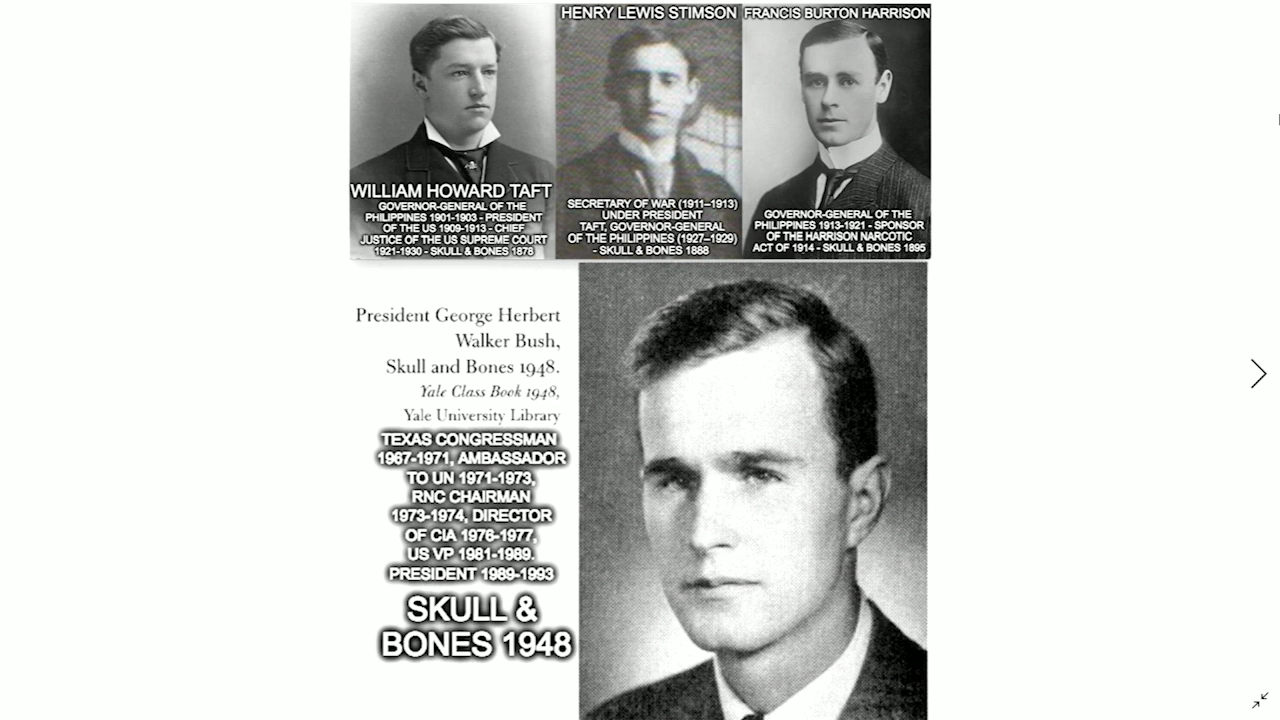 HENRY LEWIS STIMSON
FRANCIS BURTON HARRISON
WILLIAM HOWARD TAFT
GOVERNOR-GENERAL OF THE
PHILIPPINES 1901-1903 - PRESIDENT
OF THE US 1909-1913 - CHIEF
JUSTICE OF THE US SUPREME COURT
1921-1930 - SKULL & BONES 1878
SECRETARY OF WAR (1911–1913)
UNDER PRESIDENT
TAFT, GOVERNOR-GENERAL
OF THE PHILIPPINES (1927–1929)
- SKULL & BONES 1888
GOVERNOR-GENERAL OF THE
PHILIPPINES 1913-1921 - SPONSOR
OF THE HARRISON NARCOTIC
ACT OF 1914 - SKULL & BONES 1895
President George Herbert
Walker Bush,
Skull and Bones 1948.
Yale Class Book 1948,
Yale University Library
TEXAS CONGRESSMAN
1967-1971, AMBASSADOR
TO UN 1971-1973,
RNC CHAIRMAN
1973-1974, DIRECTOR
OF CIA 1976-1977,
US VP 1981-1989.
PRESIDENT 1989-1993
SKULL &
BONES 1948